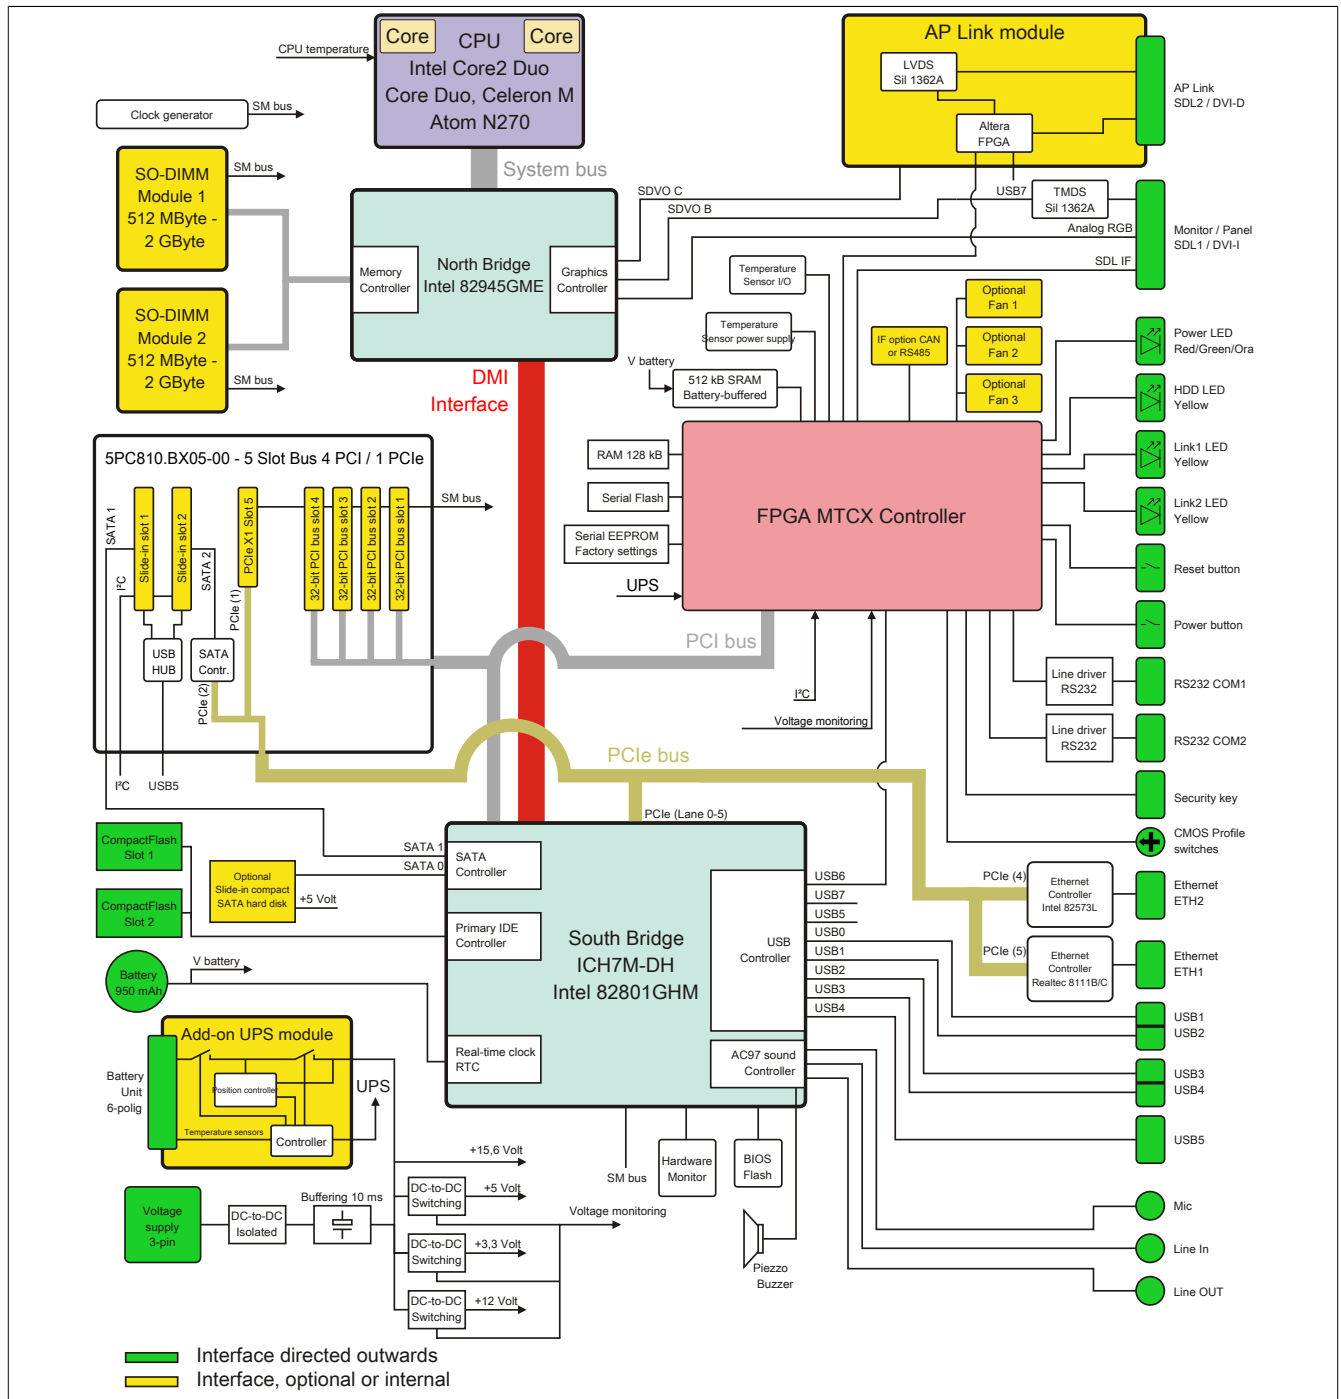 Core
CPU
Core
Intel Core2 Duo
Core Duo, Celeron M
Atom N270
CPU temperature
Clock generator
SM bus
SO-DIMM
Module 1
512 MByte -
2 GByte
SM bus
SO-DIMM
Module 2
512 MByte -
2 GByte
SM bus
System bus
Memory
Controller
North Bridge
Intel 82945GME
Graphics
Controller
DMI
Interface
AP Link module
LVDS
Sil 1362A
Altera
FPGA
AP Link
SDL2 / DVI-D
SDVO C
SDVO B
USB7
TMDS
Sil 1362A
Analog RGB
SDL IF
Monitor / Panel
SDL1 / DVI-I
Temperature
Sensor I/O
Temperature
Sensor power supply
V battery
512 kB SRAM
Battery-buffered
IF option CAN
or RS485
Optional
Fan 1
Optional
Fan 2
Optional
Fan 3
Power LED
Red/Green/Ora
HDD LED
Yellow
Link1 LED
Yellow
Link2 LED
Yellow
Reset button
Power button
RAM 128 kB
Serial Flash
Serial EEPROM
Factory settings
UPS
FPGA MTCX Controller
5PC810.BX05-00 - 5 Slot Bus 4 PCI / 1 PCIe
SATA 1
I²C
Slide-in slot 1
Slide-in slot 2
SATA 2
PCIe (1)
PCIe X1 Slot 5
32-bit PCI bus slot 4
32-bit PCI bus slot 3
32-bit PCI bus slot 2
32-bit PCI bus slot 1
SM bus
USB
HUB
SATA
Contr.
PCIe (2)
I²C
USB5
PCI bus
I²C
Voltage monitoring
PCIe bus
PCIe (Lane 0-5)
Line driver
RS232
RS232 COM1
Line driver
RS232
RS232 COM2
Security key
CMOS Profile
switches
PCIe (4)
Ethernet
Controller
Intel 82573L
Ethernet
ETH2
PCIe (5)
Ethernet
Controller
Realtec 8111B/C
Ethernet
ETH1
CompactFlash
Slot 1
CompactFlash
Slot 2
Optional
Slide-in compact
SATA hard disk
+5 Volt
SATA 1
SATA 0
SATA
Controller
Primary IDE
Controller
South Bridge
ICH7M-DH
Intel 82801GHM
USB
Controller
USB6
USB7
USB5
USB0
USB1
USB2
USB3
USB4
AC97 sound
Controller
Real-time clock
RTC
Battery
950 mAh
V battery
USB1
USB2
USB3
USB4
USB5
Add-on UPS module
Battery
Unit
6-polig
Position controller
Temperature sensors
Controller
UPS
SM bus
Hardware
Monitor
BIOS
Flash
Piezzo
Buzzer
Mic
Line In
Line OUT
Voltage
supply
3-pin
DC-to-DC
Isolated
Buffering 10 ms
+15,6 Volt
DC-to-DC
Switching
+5 Volt
Voltage monitoring
DC-to-DC
Switching
+3,3 Volt
DC-to-DC
Switching
+12 Volt
Interface directed outwards
Interface, optional or internal